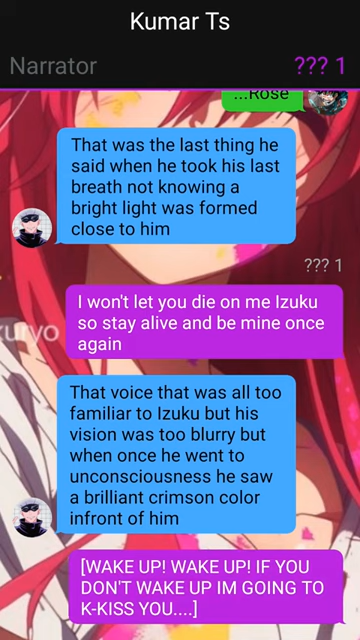 Kumar Ts
Narrator
??? 1
...Rose
That was the last thing he
said when he took his last
breath not knowing a
bright light was formed
close to him
??? 1
I won't let you die on me Izuku
so stay alive and be mine once
again
kuryo
That voice that was all too
familiar to Izuku but his
vision was too blurry but
when once he went to
unconsciousness he saw
a brilliant crimson color
infront of him
[WAKE UP! WAKE UP! IF YOU
DON'T WAKE UP IM GOING TO
K-KISS YOU....]